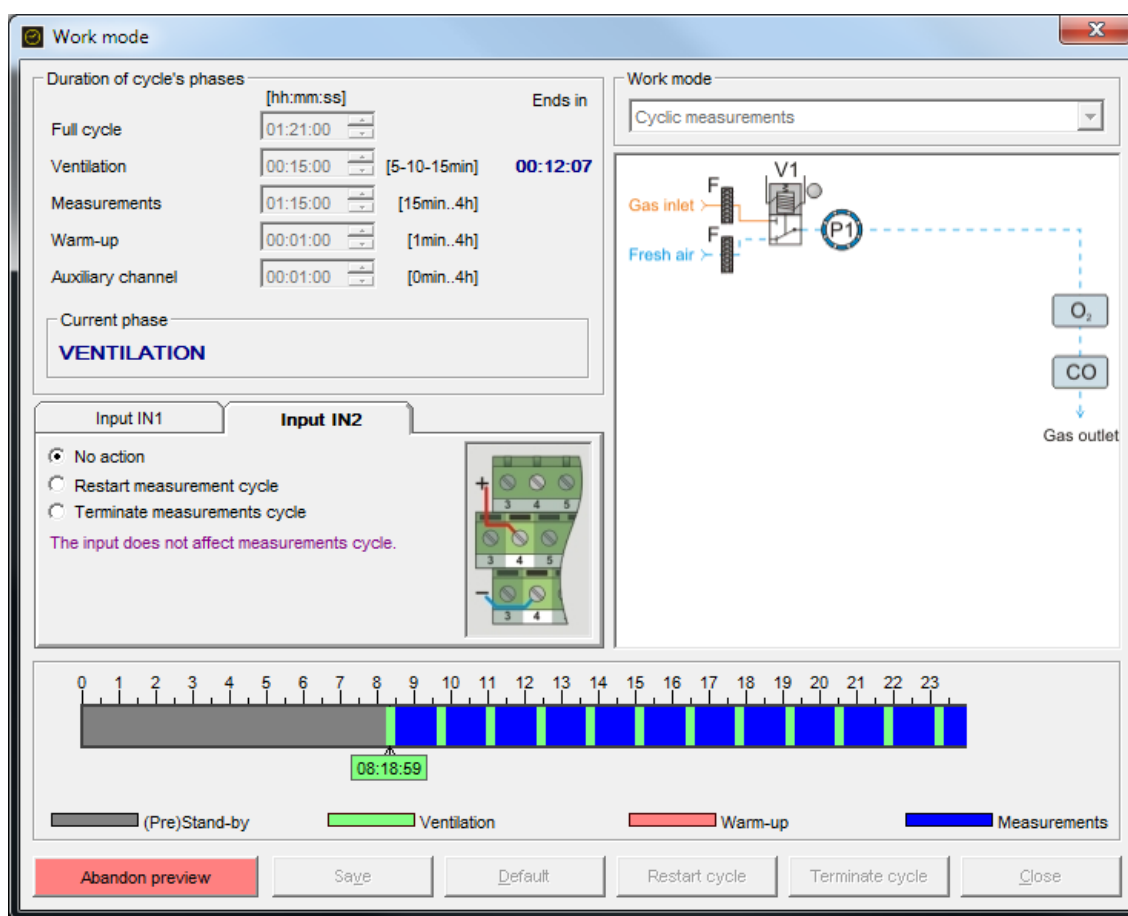 Work mode
Duration of cycle's phases
[hh:mm:ss] Ends in
Full cycle 01:21:00
Ventilation 00:15:00 [5-10-15min] 00:12:07
Measurements 01:15:00 [15min..4h]
Warm-up 00:01:00 [1min..4h]
Auxiliary channel 00:01:00 [0min..4h]
Current phase
VENTILATION
Work mode
Cyclic measurements
V1
F
Gas inlet
P1
F
Fresh air
O₂
CO
Gas outlet
Input IN1 Input IN2
No action
Restart measurement cycle
Terminate measurements cycle
The input does not affect measurements cycle.
+
3 4 5
3 4 5
−
3 4
0 1 2 3 4 5 6 7 8 9 10 11 12 13 14 15 16 17 18 19 20 21 22 23
08:18:59
(Pre)Stand-by Ventilation Warm-up Measurements
Abandon preview Save Default Restart cycle Terminate cycle Close